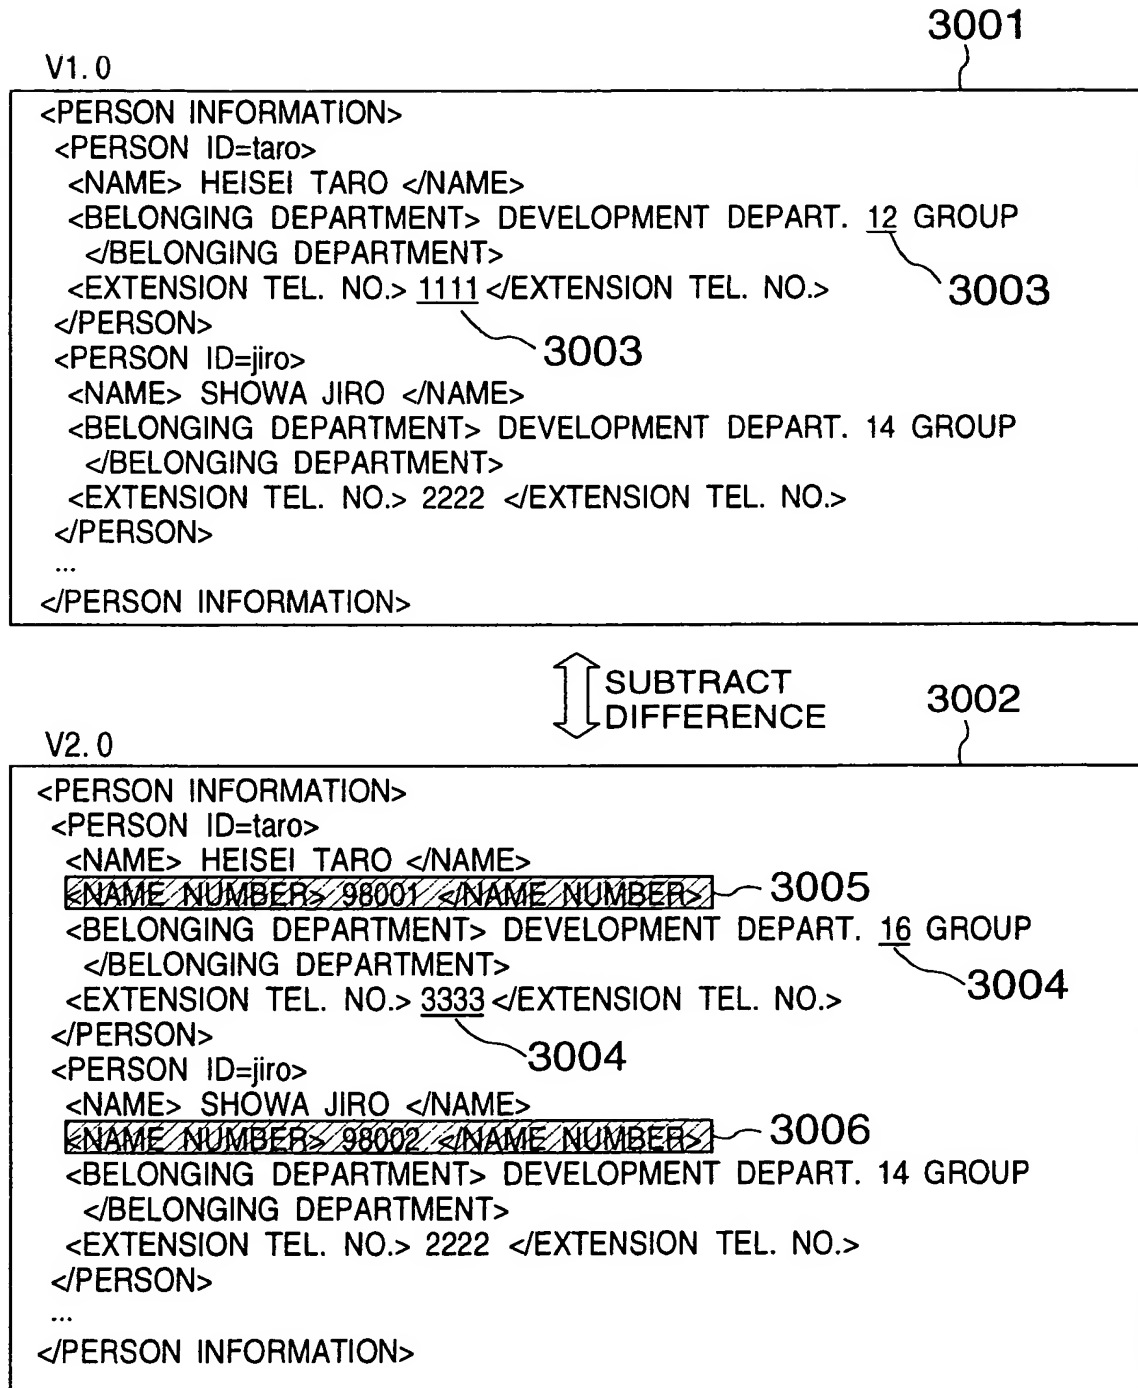 3001
V1.0
<PERSON INFORMATION>
<PERSON ID=taro>
<NAME> HEISEI TARO </NAME>
<BELONGING DEPARTMENT> DEVELOPMENT DEPART. 12 GROUP
</BELONGING DEPARTMENT>
<EXTENSION TEL. NO.> 1111 </EXTENSION TEL. NO.>
3003
</PERSON>
3003
<PERSON ID=jiro>
<NAME> SHOWA JIRO </NAME>
<BELONGING DEPARTMENT> DEVELOPMENT DEPART. 14 GROUP
</BELONGING DEPARTMENT>
<EXTENSION TEL. NO.> 2222 </EXTENSION TEL. NO.>
</PERSON>
...
</PERSON INFORMATION>
SUBTRACT
DIFFERENCE
3002
V2.0
<PERSON INFORMATION>
<PERSON ID=taro>
<NAME> HEISEI TARO </NAME>
<NAME NUMBER> 98001 </NAME NUMBER>
3005
<BELONGING DEPARTMENT> DEVELOPMENT DEPART. 16 GROUP
</BELONGING DEPARTMENT>
3004
<EXTENSION TEL. NO.> 3333 </EXTENSION TEL. NO.>
</PERSON>
3004
<PERSON ID=jiro>
<NAME> SHOWA JIRO </NAME>
<NAME NUMBER> 98002 </NAME NUMBER>
3006
<BELONGING DEPARTMENT> DEVELOPMENT DEPART. 14 GROUP
</BELONGING DEPARTMENT>
<EXTENSION TEL. NO.> 2222 </EXTENSION TEL. NO.>
</PERSON>
...
</PERSON INFORMATION>